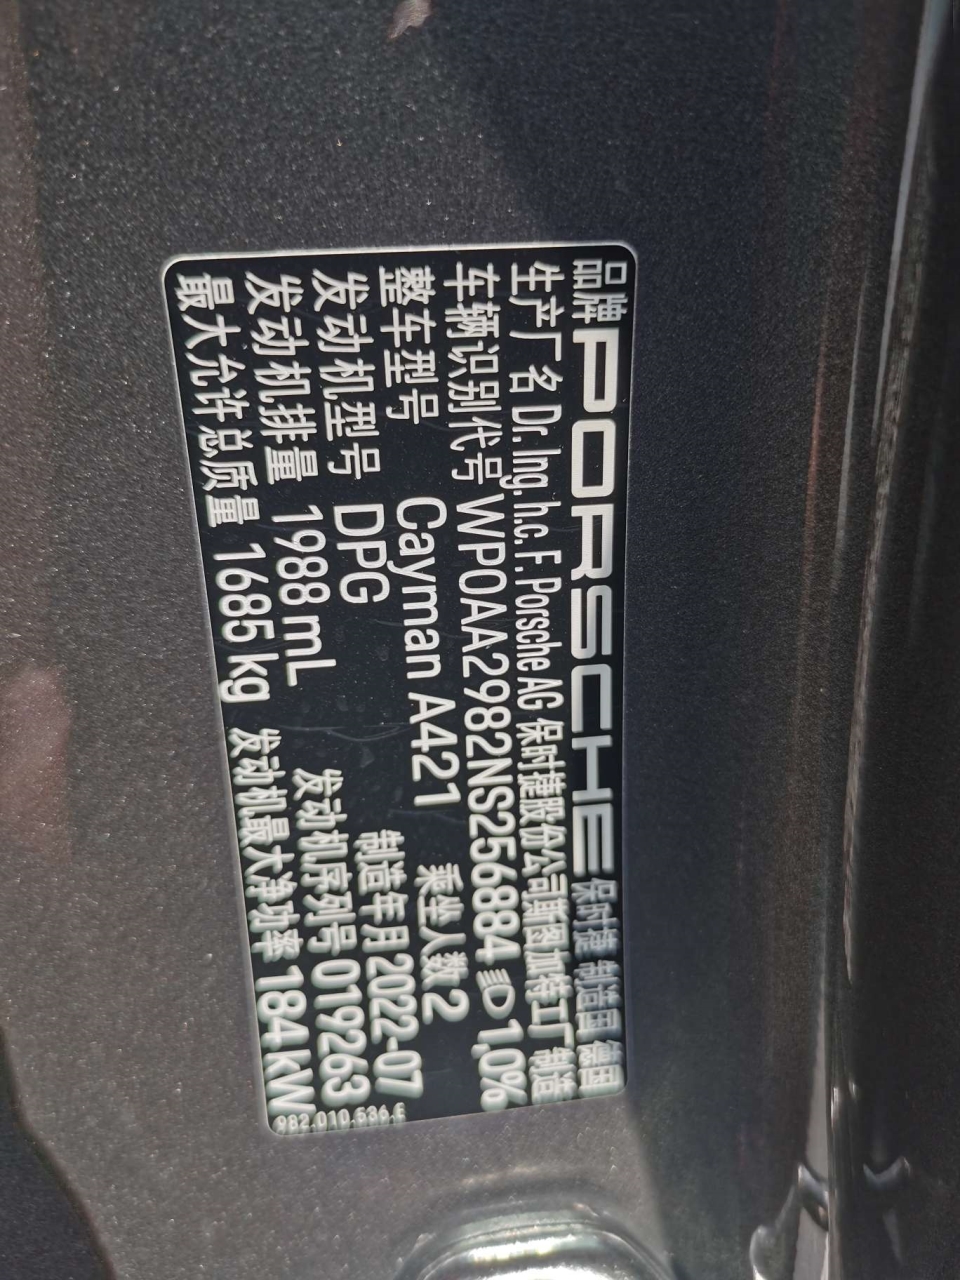 品牌 PORSCHE 保时捷 制造国 德国
生产厂名 Dr. Ing. h.c. F. Porsche AG 保时捷股份公司斯图加特工厂 制造
车辆识别代号 WP0AA2982NS256884 1,0%
整车型号 Cayman A421 乘坐人数 2
发动机型号 DPG 制造年月 2022-07
发动机排量 1988 mL 发动机序列号 019263
最大允许总质量 1685 kg 发动机最大净功率 184 KW
982.010.536.E